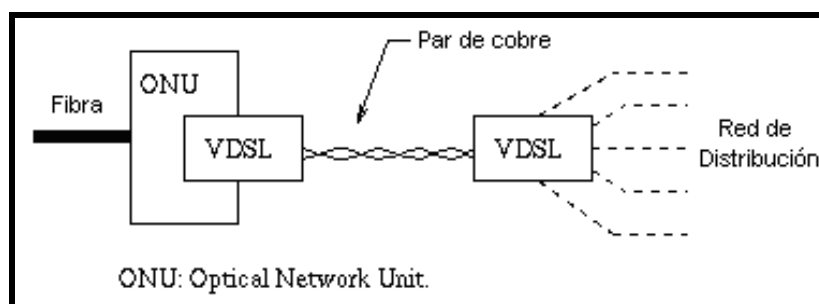 Par de cobre
ONU
Fibra
VDSL
VDSL
Red de
Distribución
ONU: Optical Network Unit.